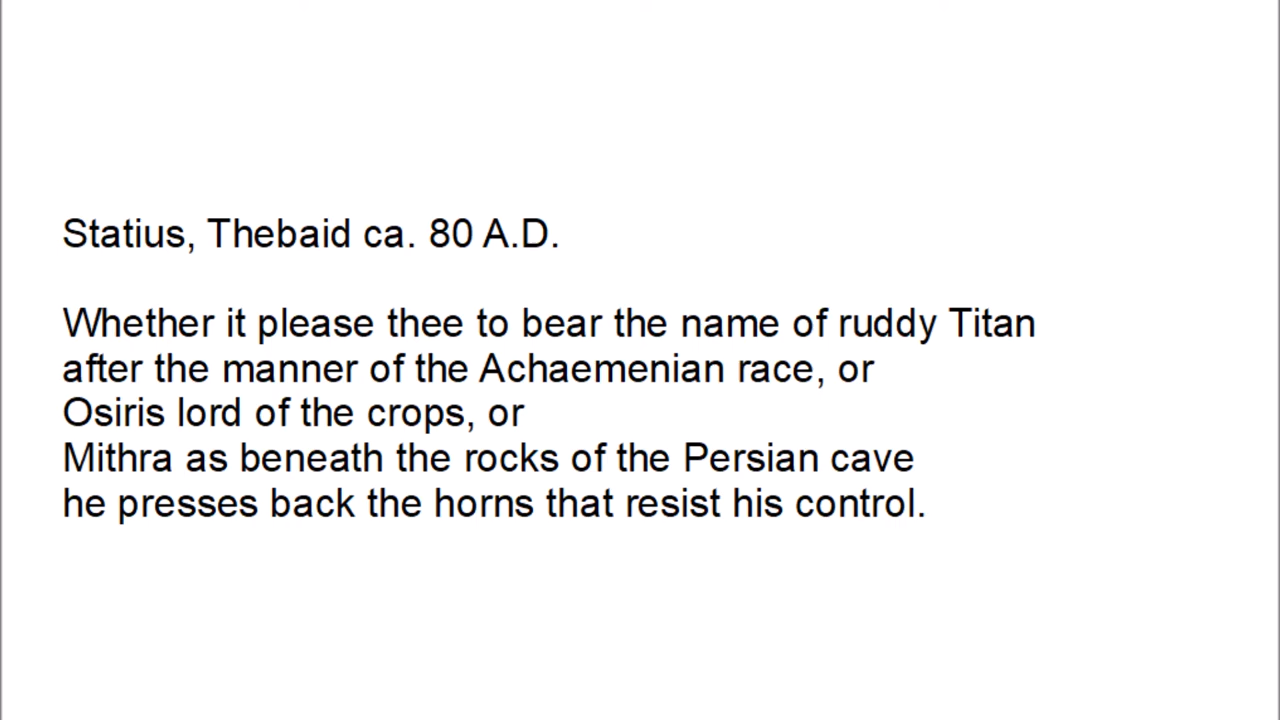 Statius, Thebaid ca. 80 A.D.
Whether it please thee to bear the name of ruddy Titan
after the manner of the Achaemenian race, or
Osiris lord of the crops, or
Mithra as beneath the rocks of the Persian cave
he presses back the horns that resist his control.